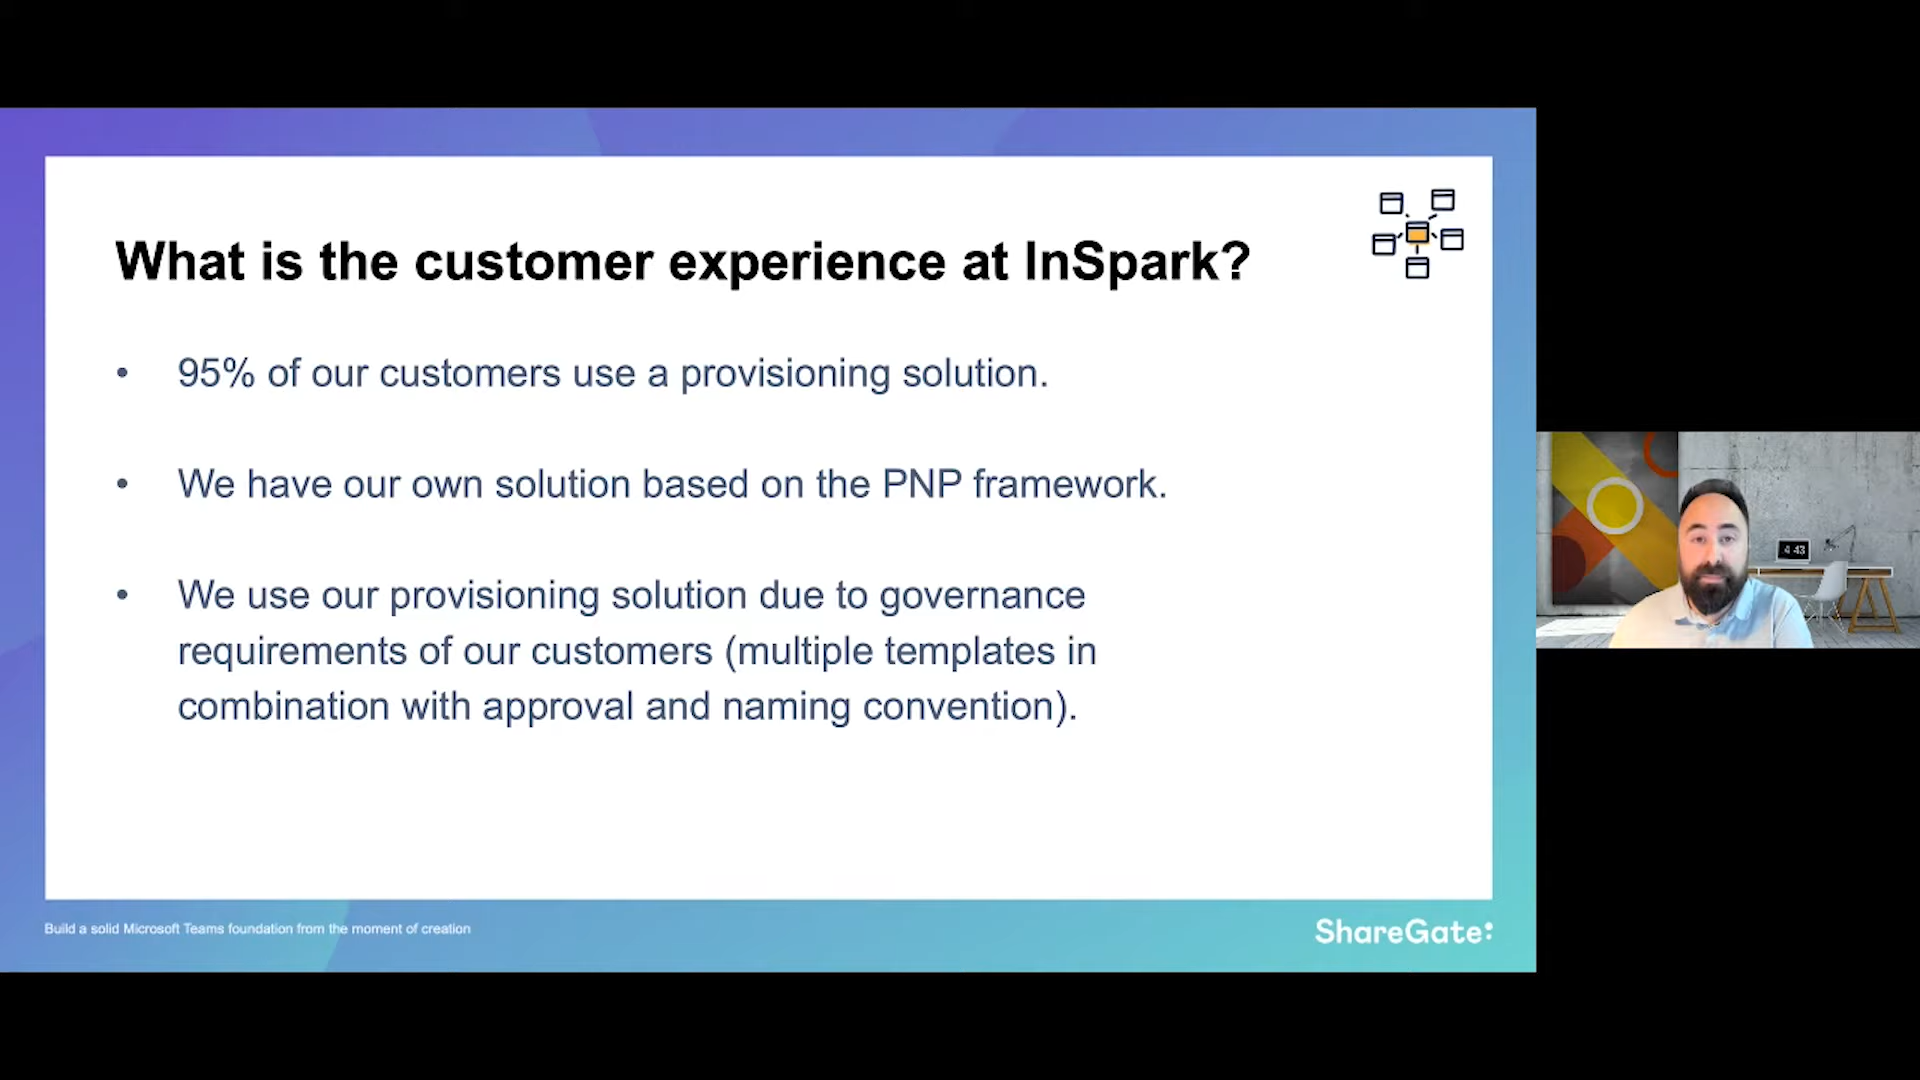 What is the customer experience at InSpark?
• 95% of our customers use a provisioning solution.
• We have our own solution based on the PNP framework.
• We use our provisioning solution due to governance
requirements of our customers (multiple templates in
combination with approval and naming convention).
4 43
Build a solid Microsoft Teams foundation from the moment of creation
ShareGate: